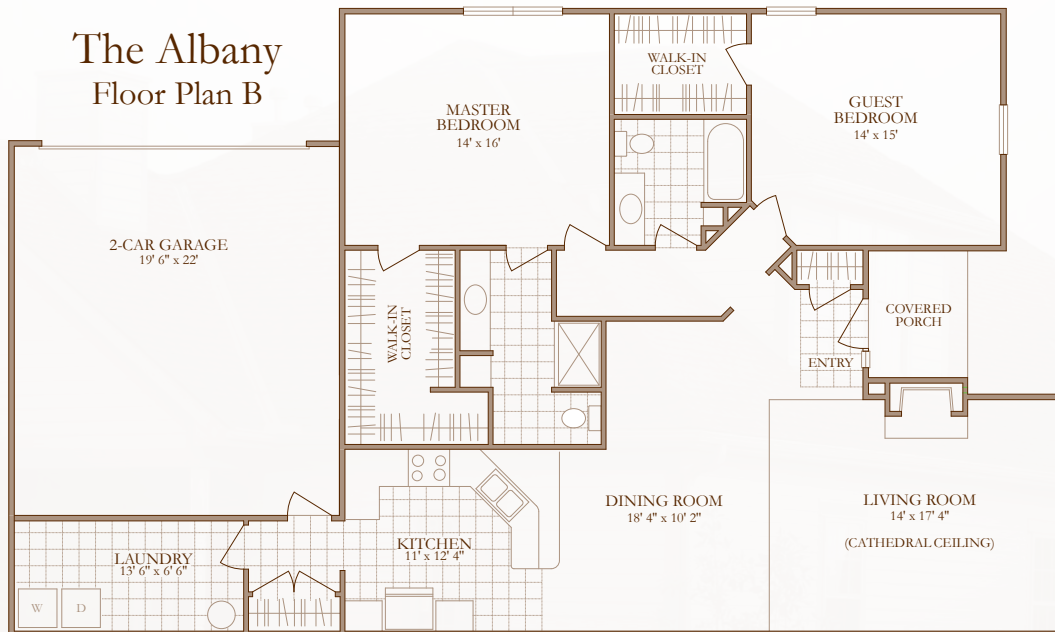 The Albany
Floor Plan B
WALK-IN
CLOSET
MASTER
BEDROOM
14' x 16'
GUEST
BEDROOM
14' x 15'
2-CAR GARAGE
19' 6" x 22'
WALK-IN
CLOSET
COVERED
PORCH
ENTRY
DINING ROOM
18' 4" x 10' 2"
LIVING ROOM
14' x 17' 4"
(CATHEDRAL CEILING)
KITCHEN
11' x 12' 4"
LAUNDRY
13' 6" x 6' 6"
W
D